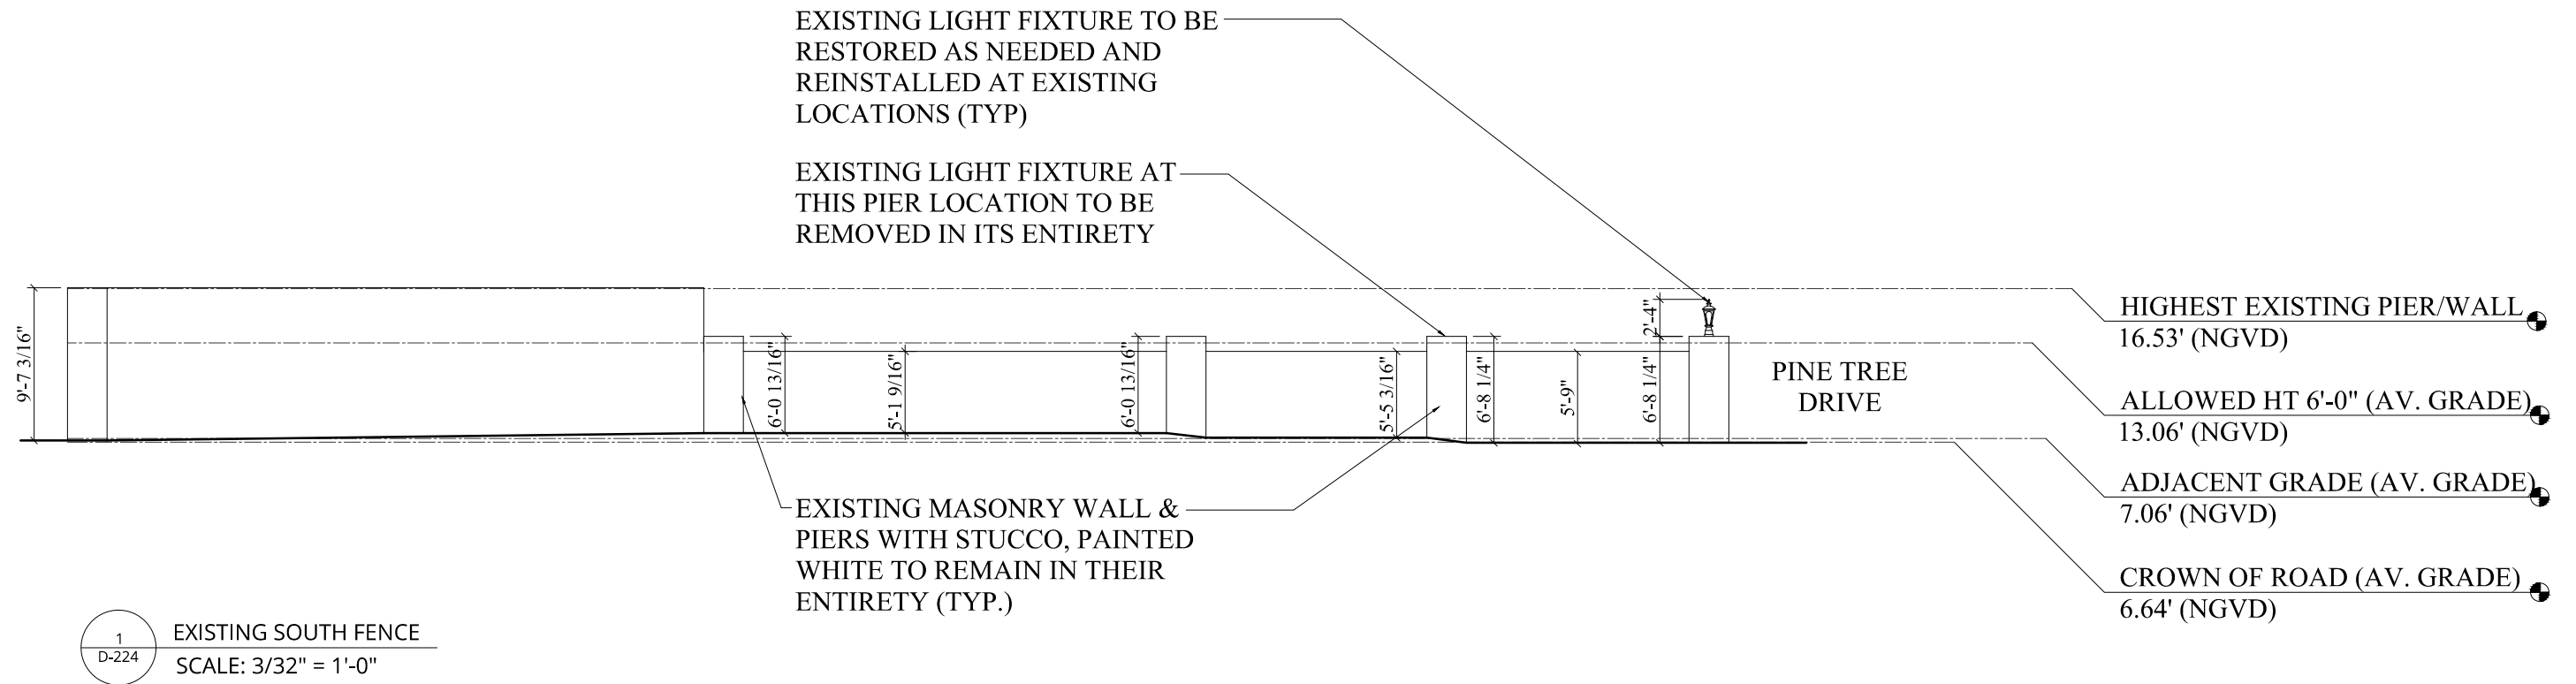 EXISTING LIGHT FIXTURE TO BE
RESTORED AS NEEDED AND
REINSTALLED AT EXISTING
LOCATIONS (TYP)
EXISTING LIGHT FIXTURE AT
THIS PIER LOCATION TO BE
REMOVED IN ITS ENTIRETY
9'-7 3/16"
6'-0 13/16"
5'-1 9/16"
6'-0 13/16"
5'-5 3/16"
6'-8 1/4"
5'-9"
6'-8 1/4"
2'-4"
PINE TREE
DRIVE
HIGHEST EXISTING PIER/WALL
16.53' (NGVD)
ALLOWED HT 6'-0" (AV. GRADE)
13.06' (NGVD)
ADJACENT GRADE (AV. GRADE)
7.06' (NGVD)
CROWN OF ROAD (AV. GRADE)
6.64' (NGVD)
EXISTING MASONRY WALL &
PIERS WITH STUCCO, PAINTED
WHITE TO REMAIN IN THEIR
ENTIRETY (TYP.)
1
D-224
EXISTING SOUTH FENCE
SCALE: 3/32" = 1'-0"